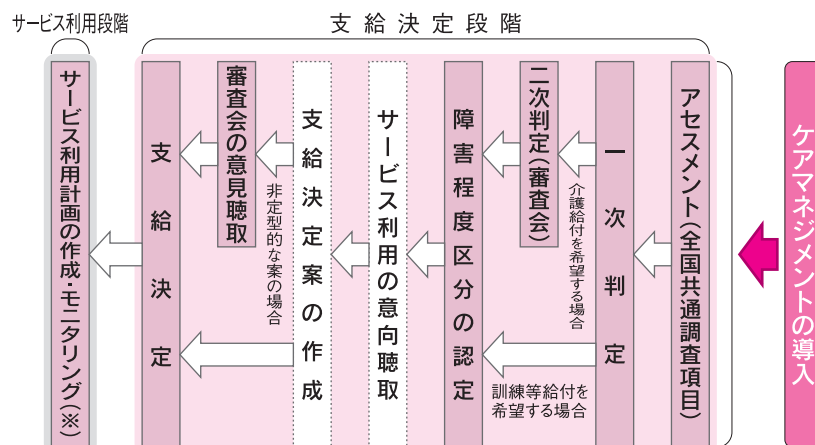 サービス利用段階
支給決定段階
ケアマネジメントの導入
アセスメント(全国共通調査項目)
一次判定
介護給付を希望する場合
訓練等給付を
希望する場合
二次判定(審査会)
障害程度区分の認定
サービス利用の意向聴取
支給決定案の作成
非定型的な案の場合
審査会の意見聴取
支給決定
サービス利用計画の作成・モニタリング(※)